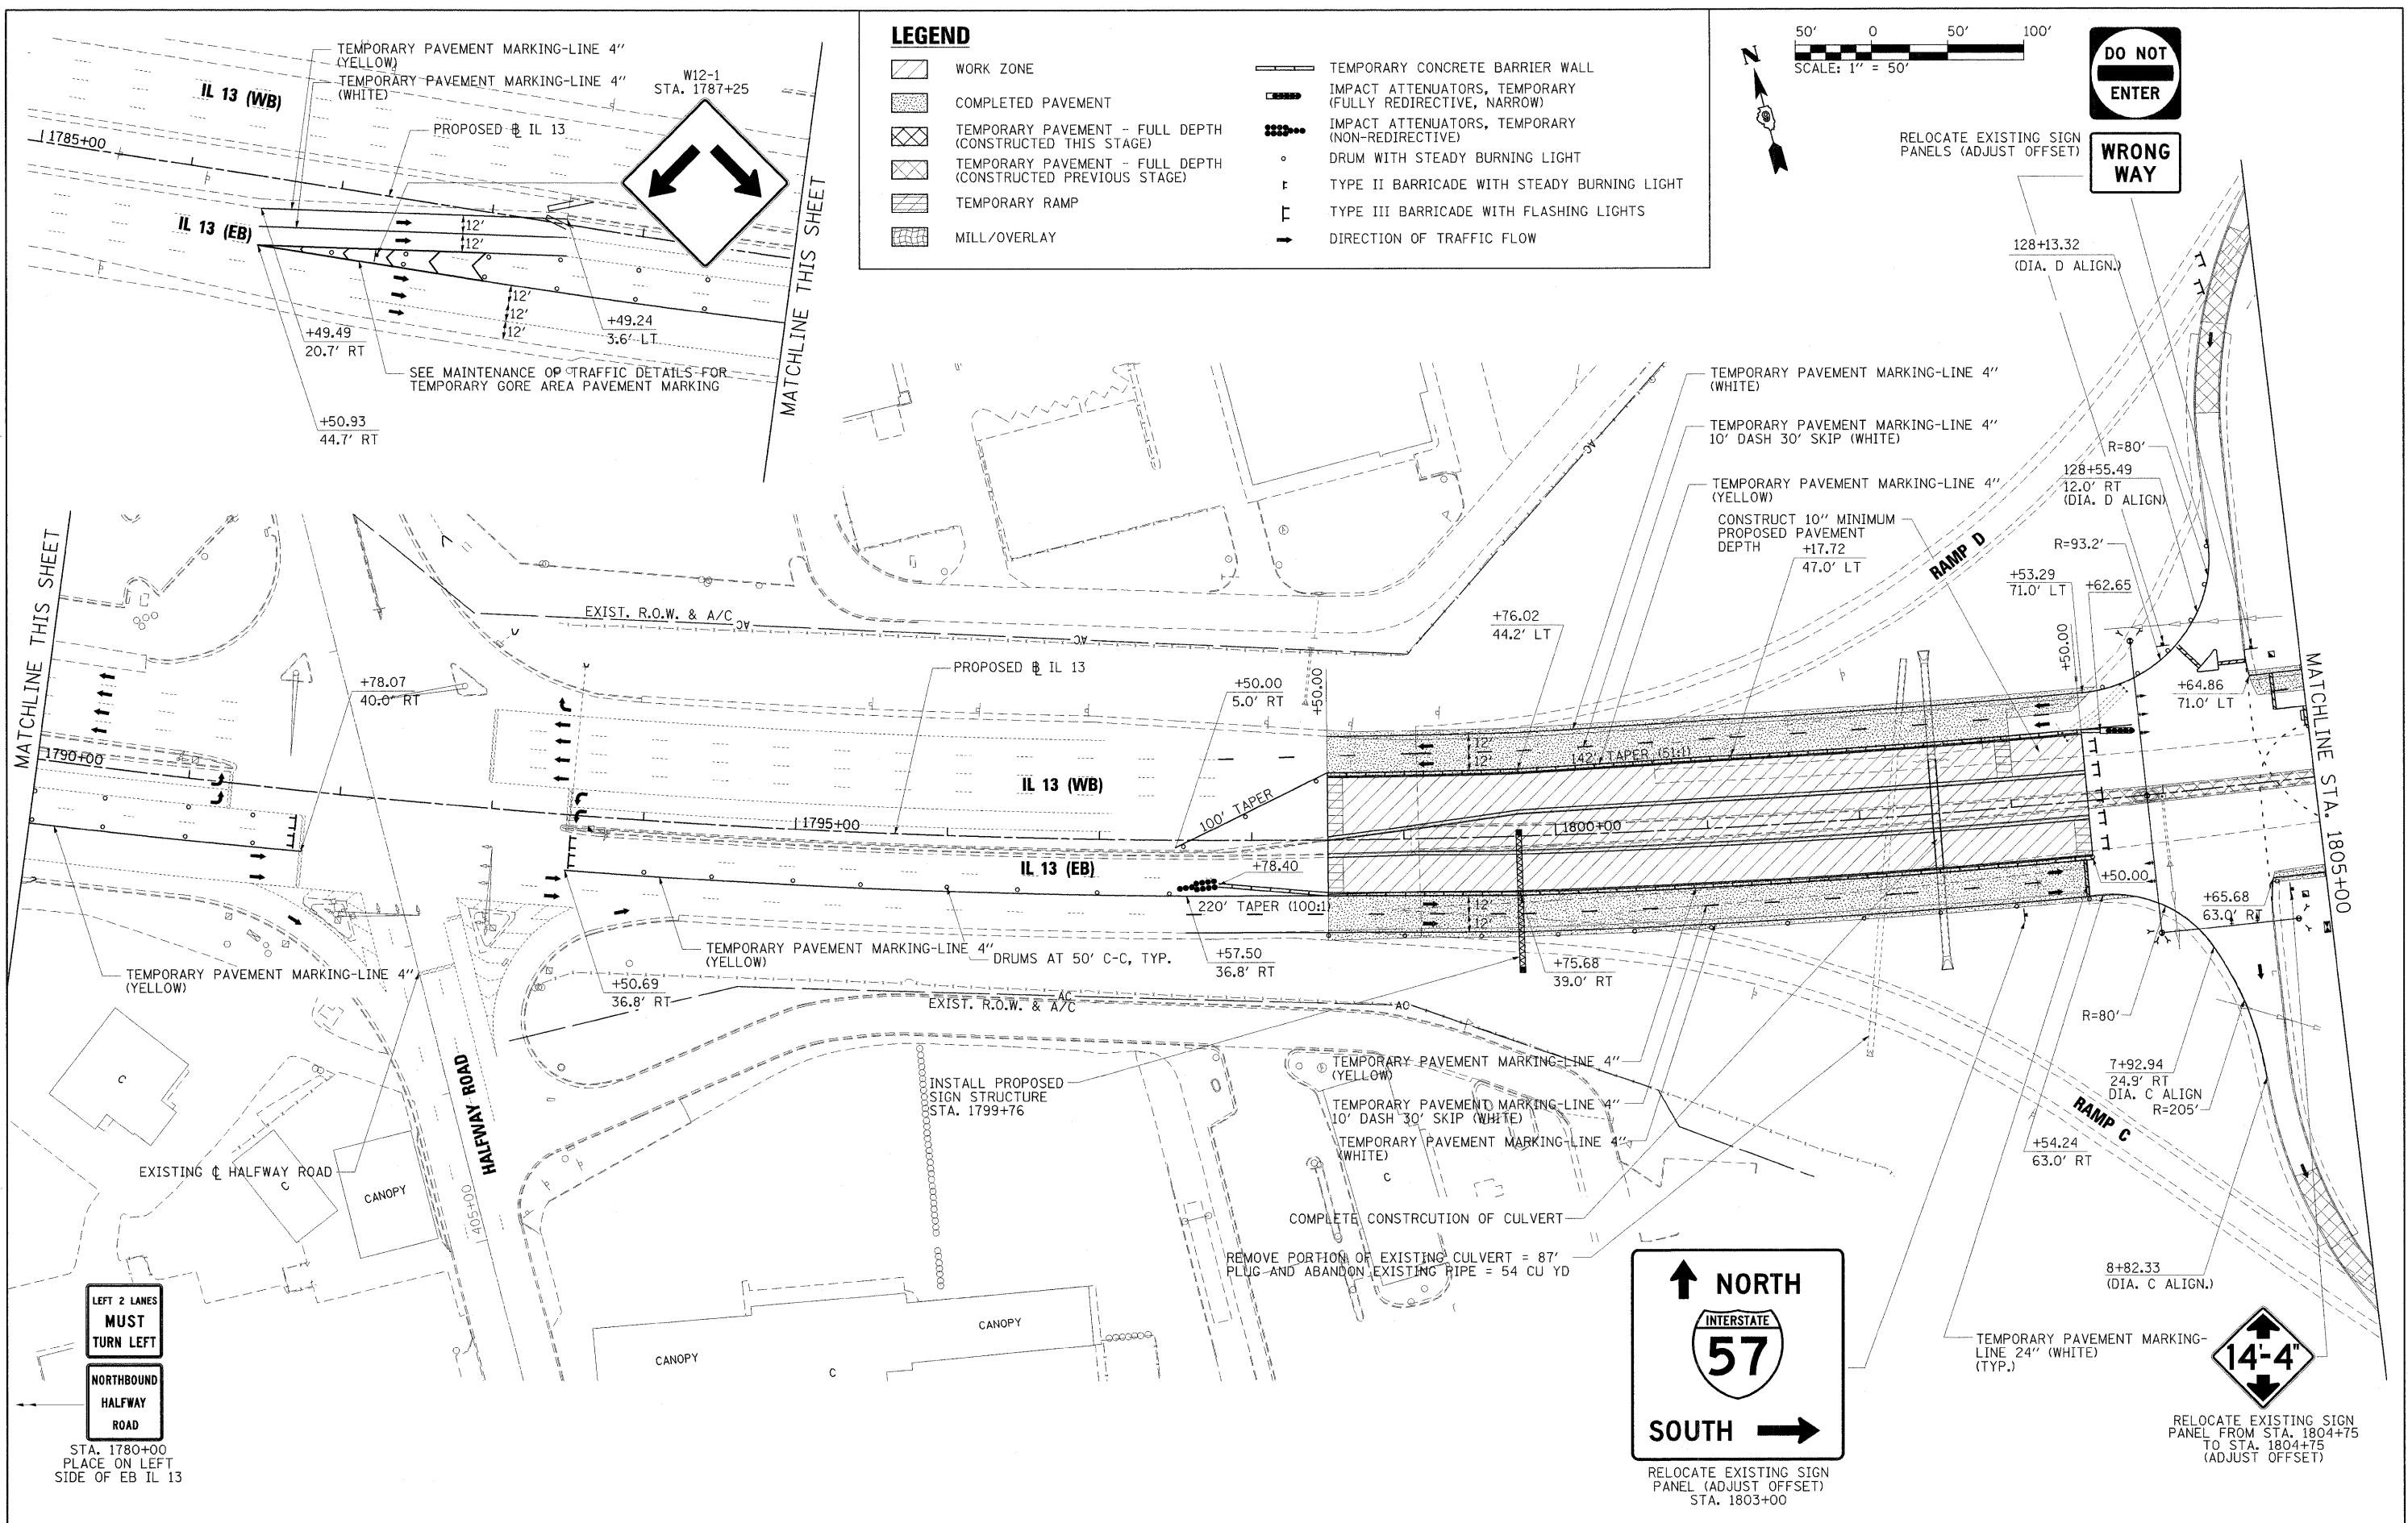 TEMPORARY PAVEMENT MARKING-LINE 4"
(YELLOW)
TEMPORARY PAVEMENT MARKING-LINE 4"
(WHITE)
IL 13 (WB)
W12-1
STA. 1787+25
1785+00
PROPOSED ℄ IL 13
IL 13 (EB)
12'
12'
12'
12'
12'
+49.49
20.7' RT
+49.24
3.6' LT
SEE MAINTENANCE OF TRAFFIC DETAILS FOR
TEMPORARY GORE AREA PAVEMENT MARKING
+50.93
44.7' RT
MATCHLINE THIS SHEET
LEGEND
WORK ZONE
COMPLETED PAVEMENT
TEMPORARY PAVEMENT - FULL DEPTH
(CONSTRUCTED THIS STAGE)
TEMPORARY PAVEMENT - FULL DEPTH
(CONSTRUCTED PREVIOUS STAGE)
TEMPORARY RAMP
MILL/OVERLAY
TEMPORARY CONCRETE BARRIER WALL
IMPACT ATTENUATORS, TEMPORARY
(FULLY REDIRECTIVE, NARROW)
IMPACT ATTENUATORS, TEMPORARY
(NON-REDIRECTIVE)
DRUM WITH STEADY BURNING LIGHT
TYPE II BARRICADE WITH STEADY BURNING LIGHT
TYPE III BARRICADE WITH FLASHING LIGHTS
DIRECTION OF TRAFFIC FLOW
N
50' 0 50' 100'
SCALE: 1" = 50'
DO NOT
ENTER
RELOCATE EXISTING SIGN
PANELS (ADJUST OFFSET)
WRONG
WAY
128+13.32
(DIA. D ALIGN.)
TEMPORARY PAVEMENT MARKING-LINE 4"
(WHITE)
TEMPORARY PAVEMENT MARKING-LINE 4"
10' DASH 30' SKIP (WHITE)
TEMPORARY PAVEMENT MARKING-LINE 4"
(YELLOW)
CONSTRUCT 10" MINIMUM
PROPOSED PAVEMENT
DEPTH
+17.72
47.0' LT
RAMP D
R=80'
128+55.49
12.0' RT
(DIA. D ALIGN)
R=93.2'
+53.29
71.0' LT
+62.65
+50.00
+64.86
71.0' LT
MATCHLINE STA. 1805+00
MATCHLINE THIS SHEET
1790+00
+78.07
40.0' RT
EXIST. R.O.W. & A/C
AC
AC
AC
PROPOSED ℄ IL 13
+50.00
5.0' RT
+50.00
+76.02
44.2' LT
12'
12'
142' TAPER (51:1)
IL 13 (WB)
100' TAPER
1795+00
1800+00
IL 13 (EB)
+78.40
220' TAPER (100:1)
12'
12'
+50.00
+65.68
63.0' RT
TEMPORARY PAVEMENT MARKING-LINE 4"
(YELLOW)
TEMPORARY PAVEMENT MARKING-LINE 4"
(YELLOW)
DRUMS AT 50' C-C, TYP.
+57.50
36.8' RT
+75.68
39.0' RT
+50.69
36.8' RT
AC
EXIST. R.O.W. & A/C
AC
R=80'
7+92.94
24.9' RT
DIA. C ALIGN
R=205'
RAMP C
+54.24
63.0' RT
8+82.33
(DIA. C ALIGN.)
HALFWAY ROAD
405+00
INSTALL PROPOSED
SIGN STRUCTURE
STA. 1799+76
TEMPORARY PAVEMENT MARKING-LINE 4"
(YELLOW)
TEMPORARY PAVEMENT MARKING-LINE 4"
10' DASH 30' SKIP (WHITE)
TEMPORARY PAVEMENT MARKING-LINE 4"
(WHITE)
C
C
C
EXISTING ℄ HALFWAY ROAD
CANOPY
COMPLETE CONSTRCUTION OF CULVERT
REMOVE PORTION OF EXISTING CULVERT = 87'
PLUG AND ABANDON EXISTING PIPE = 54 CU YD
CANOPY
CANOPY
C
LEFT 2 LANES
MUST
TURN LEFT
NORTHBOUND
HALFWAY
ROAD
STA. 1780+00
PLACE ON LEFT
SIDE OF EB IL 13
NORTH
INTERSTATE
57
SOUTH
RELOCATE EXISTING SIGN
PANEL (ADJUST OFFSET)
STA. 1803+00
TEMPORARY PAVEMENT MARKING-
LINE 24" (WHITE)
(TYP.)
14'-4"
RELOCATE EXISTING SIGN
PANEL FROM STA. 1804+75
TO STA. 1804+75
(ADJUST OFFSET)